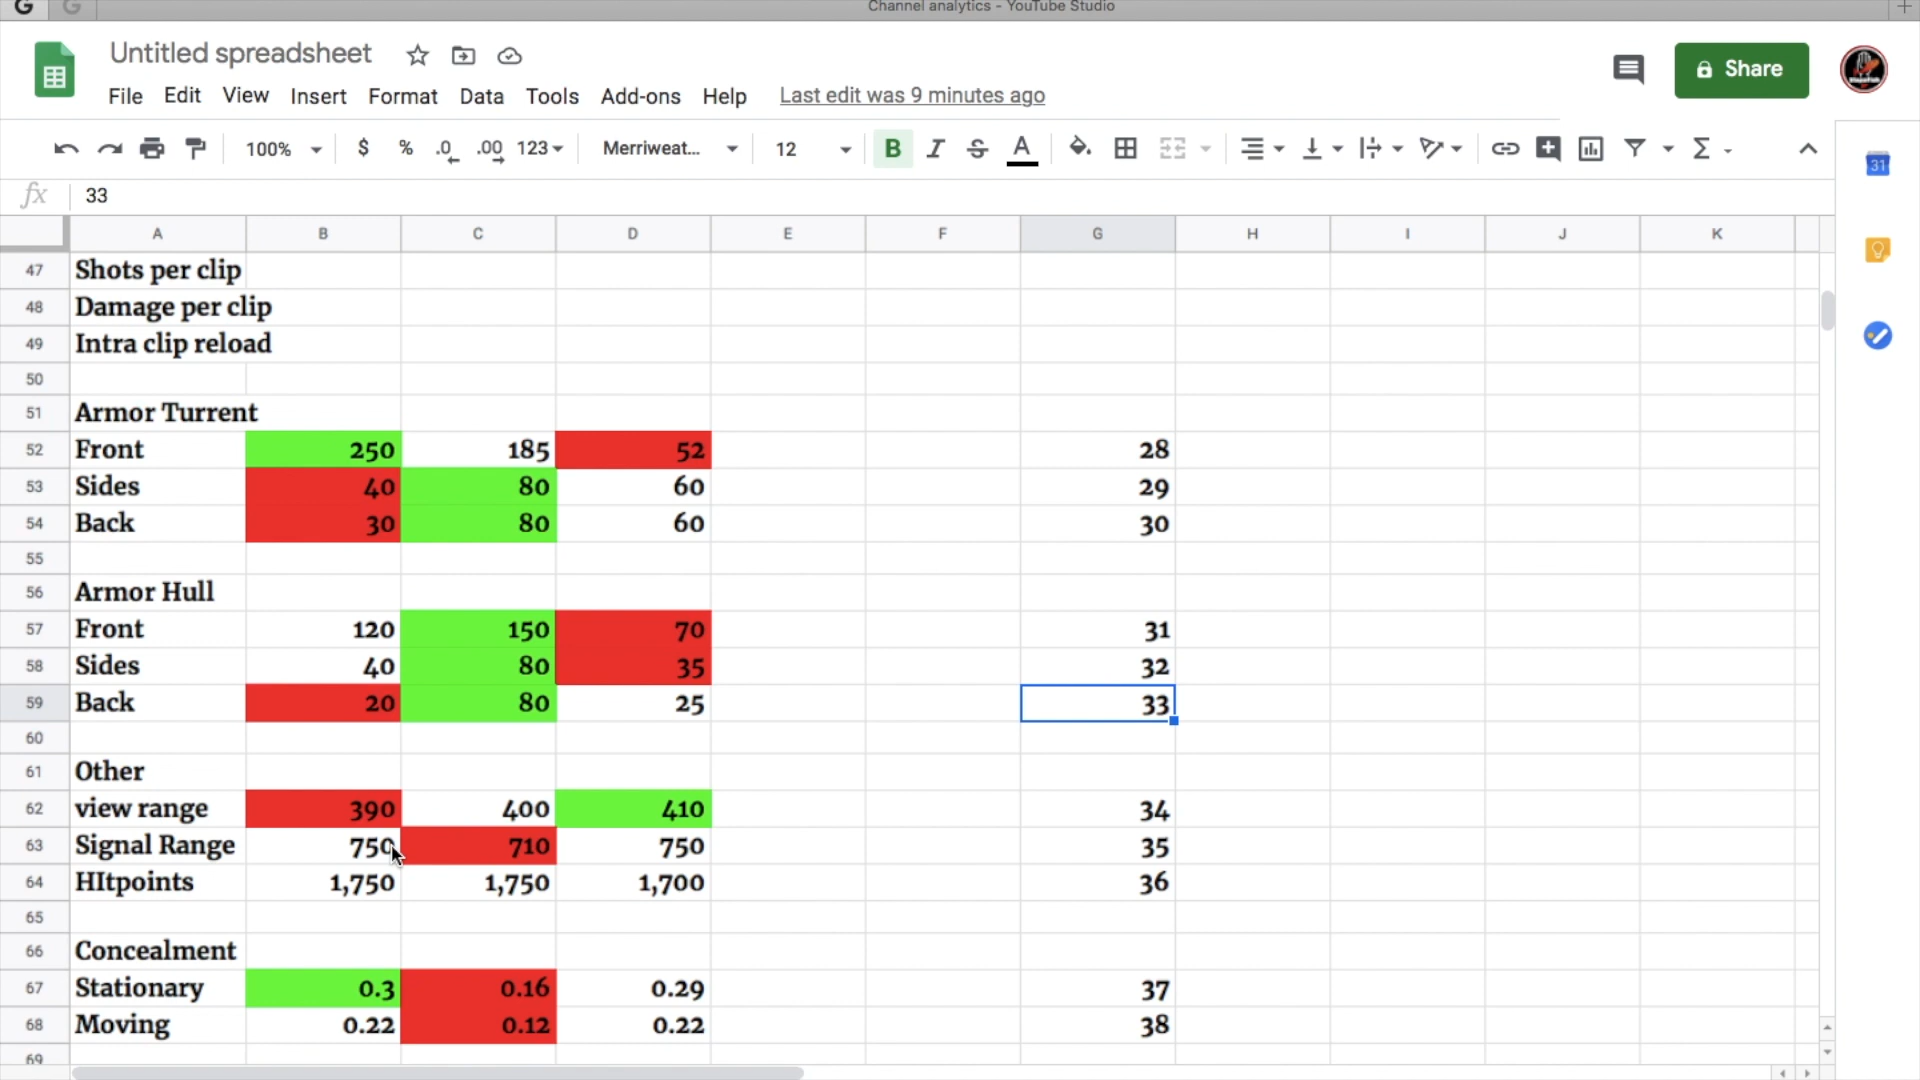 Channel analytics - YouTube Studio
Untitled spreadsheet
Share
File Edit View Insert Format Data Tools Add-ons Help Last edit was 9 minutes ago
100% $ % .0 .00 123 Merriweat... 12 B I S A Σ
fx 33
31
A B C D E F G H I J K
47 Shots per clip
48 Damage per clip
49 Intra clip reload
50
51 Armor Turrent
52 Front 250 185 52 28
53 Sides 40 80 60 29
54 Back 30 80 60 30
55
56 Armor Hull
57 Front 120 150 70 31
58 Sides 40 80 35 32
59 Back 20 80 25 33
60
61 Other
62 view range 390 400 410 34
63 Signal Range 750 710 750 35
64 HItpoints 1,750 1,750 1,700 36
65
66 Concealment
67 Stationary 0.3 0.16 0.29 37
68 Moving 0.22 0.12 0.22 38
69